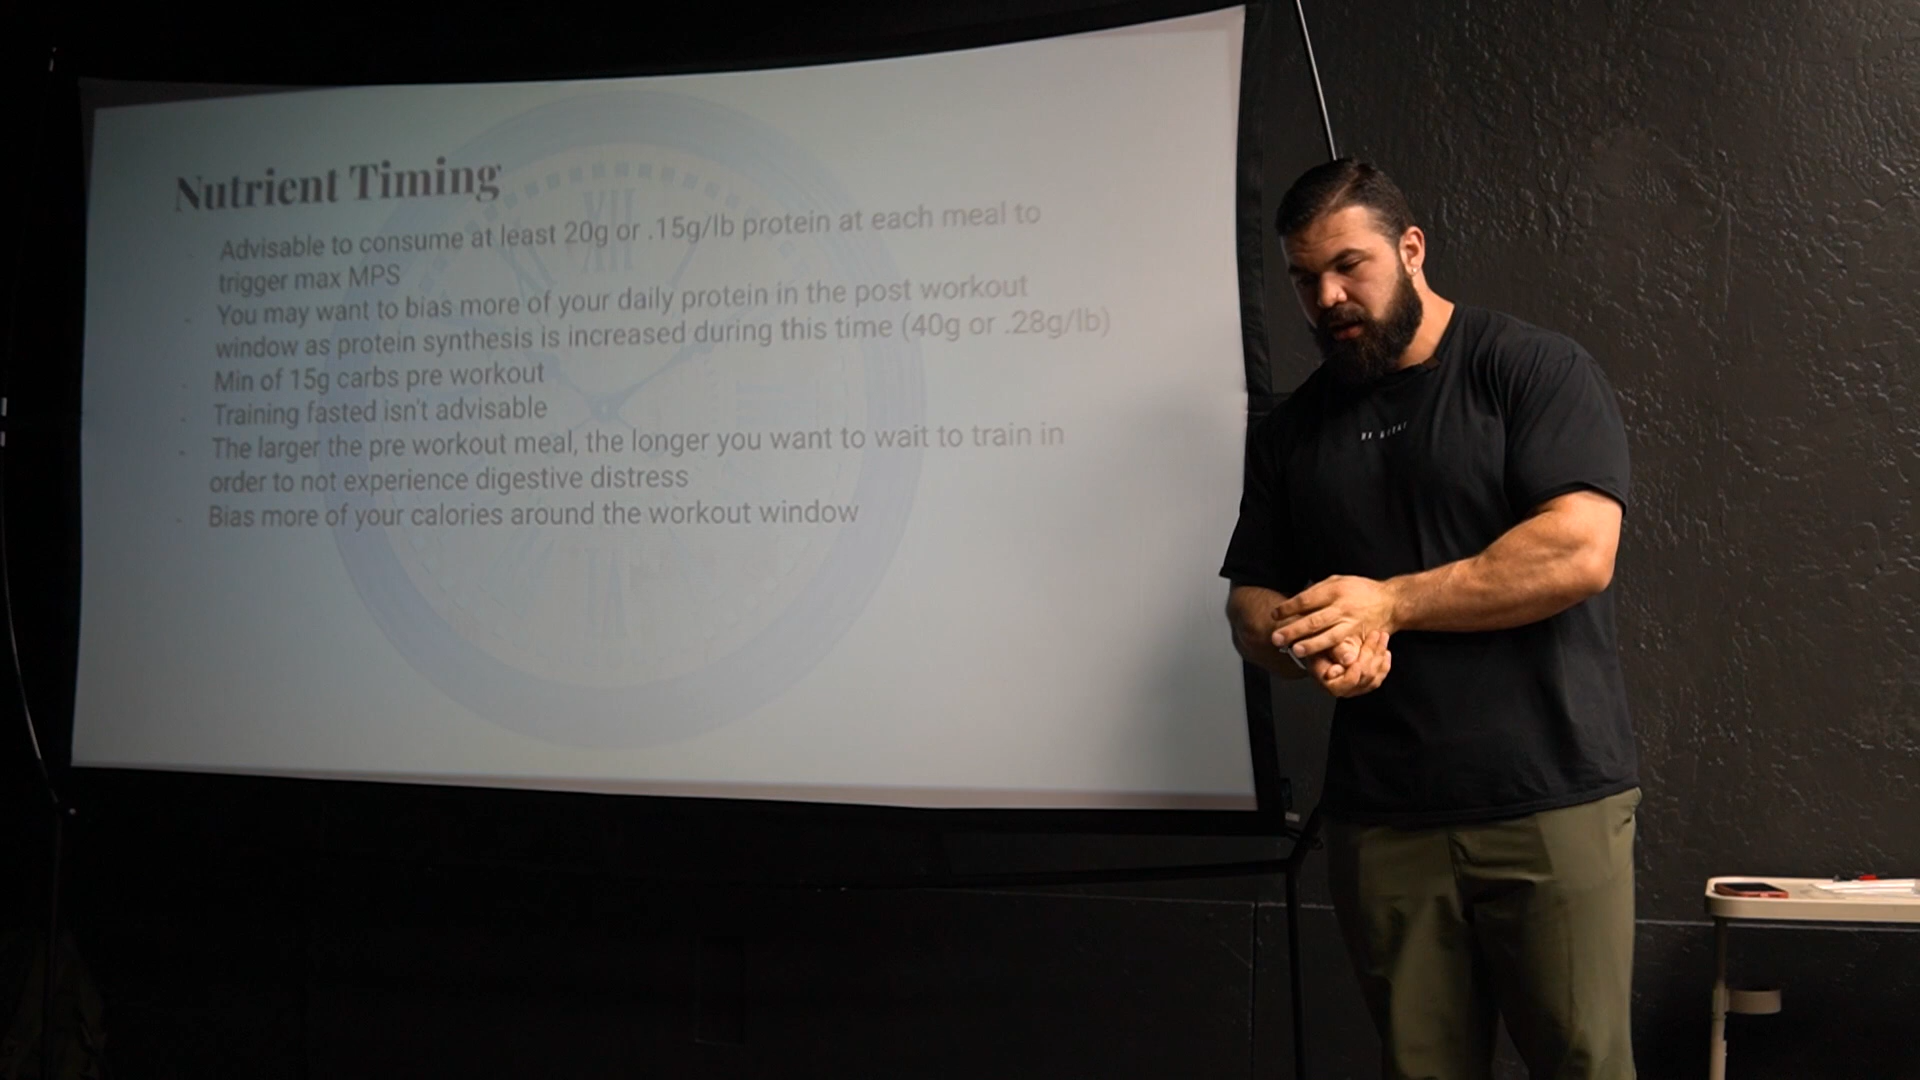 Nutrient Timing
- Advisable to consume at least 20g or .15g/lb protein at each meal to
trigger max MPS
- You may want to bias more of your daily protein in the post workout
window as protein synthesis is increased during this time (40g or .28g/lb)
- Min of 15g carbs pre workout
- Training fasted isn't advisable
- The larger the pre workout meal, the longer you want to wait to train in
order to not experience digestive distress
- Bias more of your calories around the workout window
XII